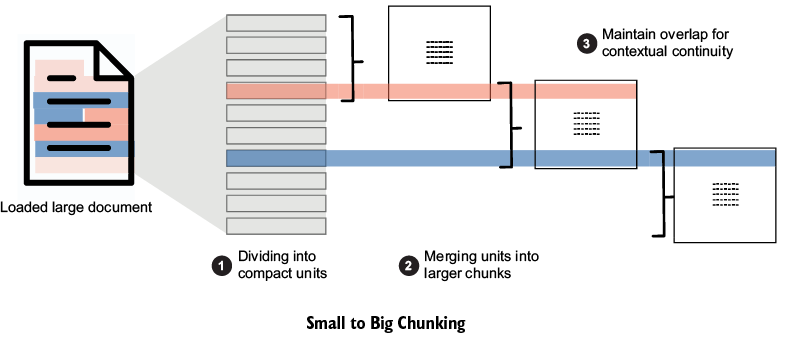 3 Maintain overlap for
contextual continuity
Loaded large document
1 Dividing into
compact units
2 Merging units into
larger chunks
Small to Big Chunking